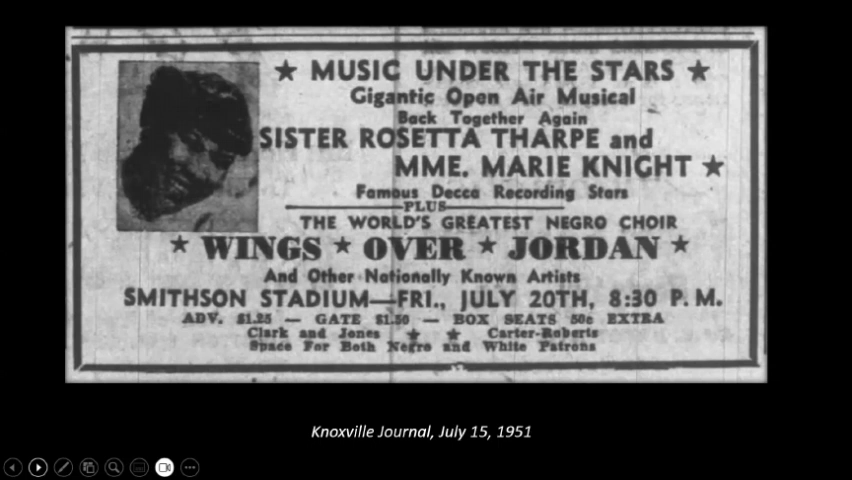 ★ MUSIC UNDER THE STARS ★
Gigantic Open Air Musical
Back Together Again
SISTER ROSETTA THARPE and
MME. MARIE KNIGHT ★
Famous Decca Recording Stars
PLUS
THE WORLD'S GREATEST NEGRO CHOIR
★ WINGS ★ OVER ★ JORDAN ★
And Other Nationally Known Artists
SMITHSON STADIUM—FRI., JULY 20TH, 8:30 P. M.
ADV. $1.25 — GATE $1.50 — BOX SEATS 50c EXTRA
Clark and Jones ★ ★ Carter-Roberts
Space For Both Negro and White Patrons
Knoxville Journal, July 15, 1951